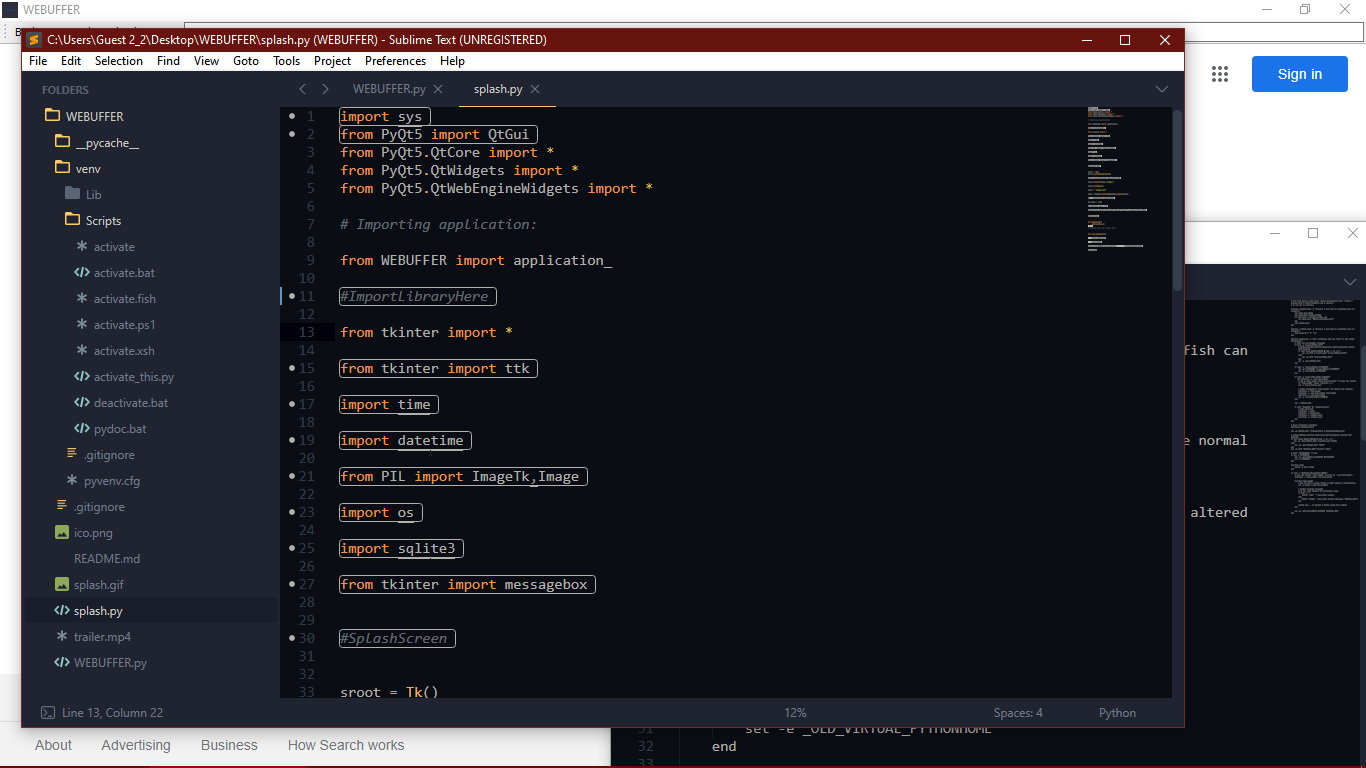 WEBUFFER
C:\Users\Guest 2_2\Desktop\WEBUFFER\splash.py (WEBUFFER) - Sublime Text (UNREGISTERED)
File Edit Selection Find View Goto Tools Project Preferences Help
Sign in
FOLDERS
WEBUFFER
__pycache__
venv
Lib
Scripts
activate
activate.bat
activate.fish
activate.ps1
activate.xsh
activate_this.py
deactivate.bat
pydoc.bat
.gitignore
pyvenv.cfg
.gitignore
ico.png
README.md
splash.gif
splash.py
trailer.mp4
WEBUFFER.py
WEBUFFER.py splash.py
1 import sys
2 from PyQt5 import QtGui
3 from PyQt5.QtCore import *
4 from PyQt5.QtWidgets import *
5 from PyQt5.QtWebEngineWidgets import *
6
7 # Importing application:
8
9 from WEBUFFER import application_
10
11 #ImportLibraryHere
12
13 from tkinter import *
14
15 from tkinter import ttk
16
17 import time
18
19 import datetime
20
21 from PIL import ImageTk,Image
22
23 import os
24
25 import sqlite3
26
27 from tkinter import messagebox
28
29
30 #SplashScreen
31
32
33 sroot = Tk()
fish can
e normal
altered
Line 13, Column 22 12% Spaces: 4 Python
31 set -e _OLD_VIRTUAL_PYTHONHOME
32 end
33
About Advertising Business How Search works